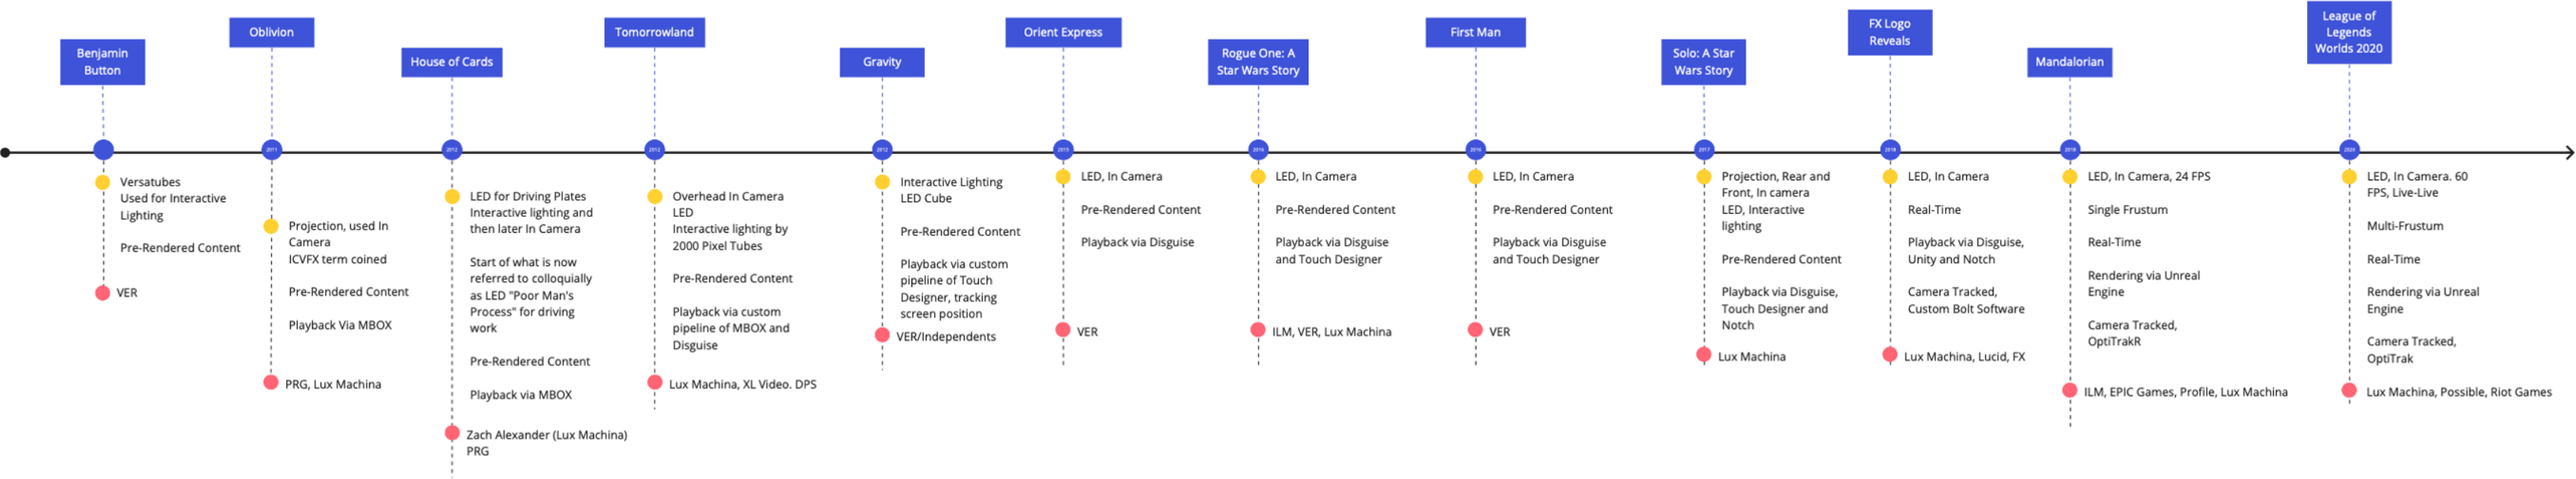 Benjamin
Button
Versatubes
Used for Interactive
Lighting
Pre-Rendered Content
VER
Oblivion
2011
Projection, used In
Camera
ICVFX term coined
Pre-Rendered Content
Playback Via MBOX
PRG, Lux Machina
House of Cards
2012
LED for Driving Plates
Interactive lighting and
then later In Camera
Start of what is now
referred to colloquially
as LED "Poor Man's
Process" for driving
work
Pre-Rendered Content
Playback via MBOX
Zach Alexander (Lux Machina)
PRG
Tomorrowland
Overhead In Camera
LED
Interactive lighting by
2000 Pixel Tubes
Pre-Rendered Content
Playback via custom
pipeline of MBOX and
Disguise
Lux Machina, XL Video. DPS
Gravity
2012
Interactive Lighting
LED Cube
Pre-Rendered Content
Playback via custom
pipeline of Touch
Designer, tracking
screen position
VER/Independents
Orient Express
LED, In Camera
Pre-Rendered Content
Playback via Disguise
VER
Rogue One: A
Star Wars Story
LED, In Camera
Pre-Rendered Content
Playback via Disguise
and Touch Designer
ILM, VER, Lux Machina
First Man
LED, In Camera
Pre-Rendered Content
Playback via Disguise
and Touch Designer
VER
Solo: A Star
Wars Story
2017
Projection, Rear and
Front, In camera
LED, Interactive
lighting
Pre-Rendered Content
Playback via Disguise,
Touch Designer and
Notch
Lux Machina
FX Logo
Reveals
LED, In Camera
Real-Time
Playback via Disguise,
Unity and Notch
Camera Tracked,
Custom Bolt Software
Lux Machina, Lucid, FX
Mandalorian
LED, In Camera, 24 FPS
Single Frustum
Real-Time
Rendering via Unreal
Engine
Camera Tracked,
OptiTrakR
ILM, EPIC Games, Profile, Lux Machina
League of
Legends
Worlds 2020
2020
LED, In Camera. 60
FPS, Live-Live
Multi-Frustum
Real-Time
Rendering via Unreal
Engine
Camera Tracked,
OptiTrak
Lux Machina, Possible, Riot Games